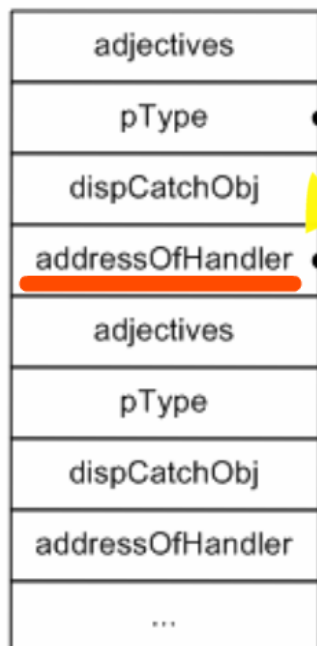 adjectives
pType
dispCatchObj
addressOfHandler
adjectives
pType
dispCatchObj
addressOfHandler
...